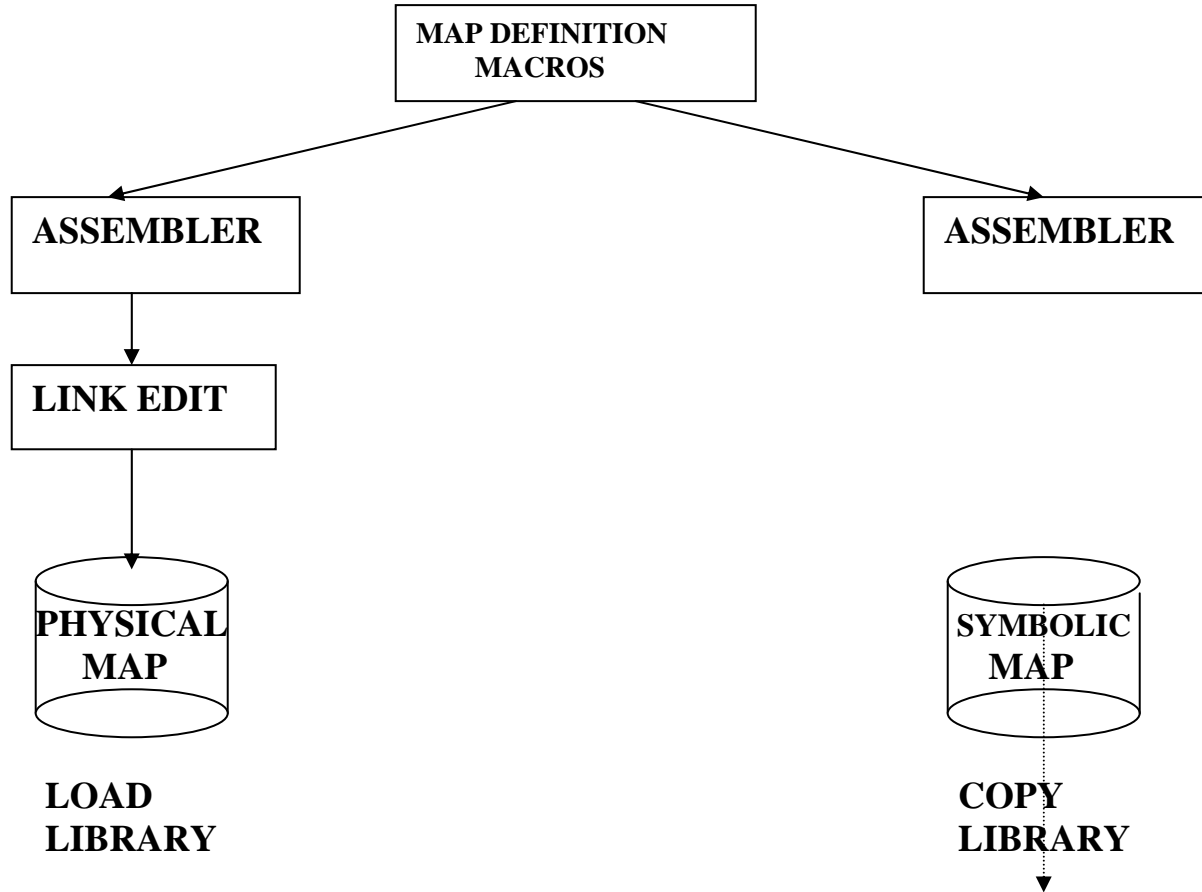 MAP DEFINITION
MACROS
ASSEMBLER
ASSEMBLER
LINK EDIT
PHYSICAL
MAP
SYMBOLIC
MAP
LOAD
LIBRARY
COPY
LIBRARY